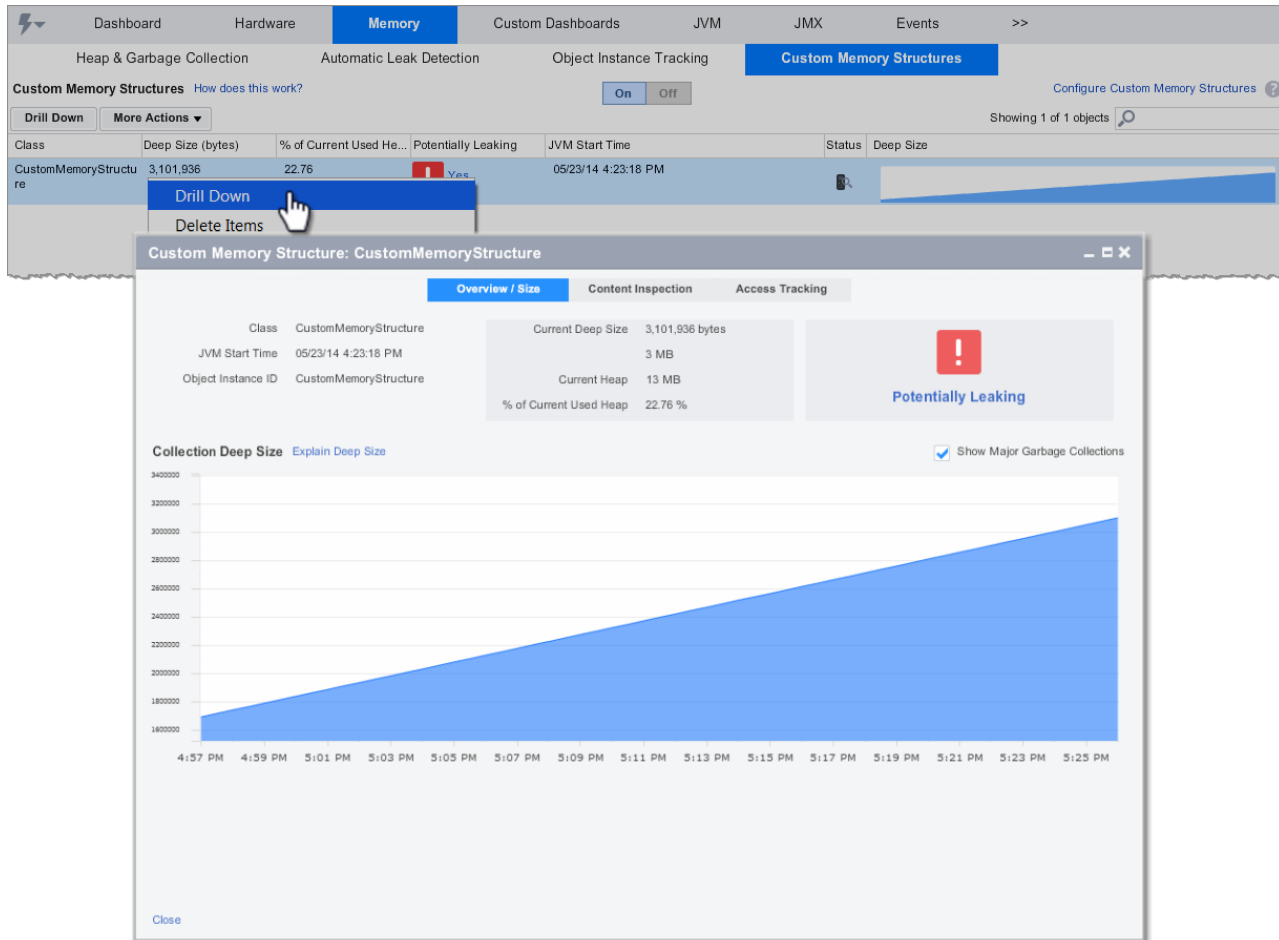 Dashboard Hardware Memory Custom Dashboards JVM JMX Events >>
Heap & Garbage Collection Automatic Leak Detection Object Instance Tracking Custom Memory Structures
Custom Memory Structures How does this work? On Off Configure Custom Memory Structures ?
Drill Down More Actions Showing 1 of 1 objects
Class Deep Size (bytes) % of Current Used He... Potentially Leaking JVM Start Time Status Deep Size
CustomMemoryStructu 3,101,936 22.76 ! Yes 05/23/14 4:23:18 PM
re
Drill Down
Delete Items
Custom Memory Structure: CustomMemoryStructure
Overview / Size Content Inspection Access Tracking
Class CustomMemoryStructure Current Deep Size 3,101,936 bytes !
JVM Start Time 05/23/14 4:23:18 PM 3 MB
Object Instance ID CustomMemoryStructure Current Heap 13 MB
% of Current Used Heap 22.76 % Potentially Leaking
Collection Deep Size Explain Deep Size Show Major Garbage Collections
3400000
3200000
3000000
2800000
2600000
2400000
2200000
2000000
1800000
1600000
4:57 PM 4:59 PM 5:01 PM 5:03 PM 5:05 PM 5:07 PM 5:09 PM 5:11 PM 5:13 PM 5:15 PM 5:17 PM 5:19 PM 5:21 PM 5:23 PM 5:25 PM
Close